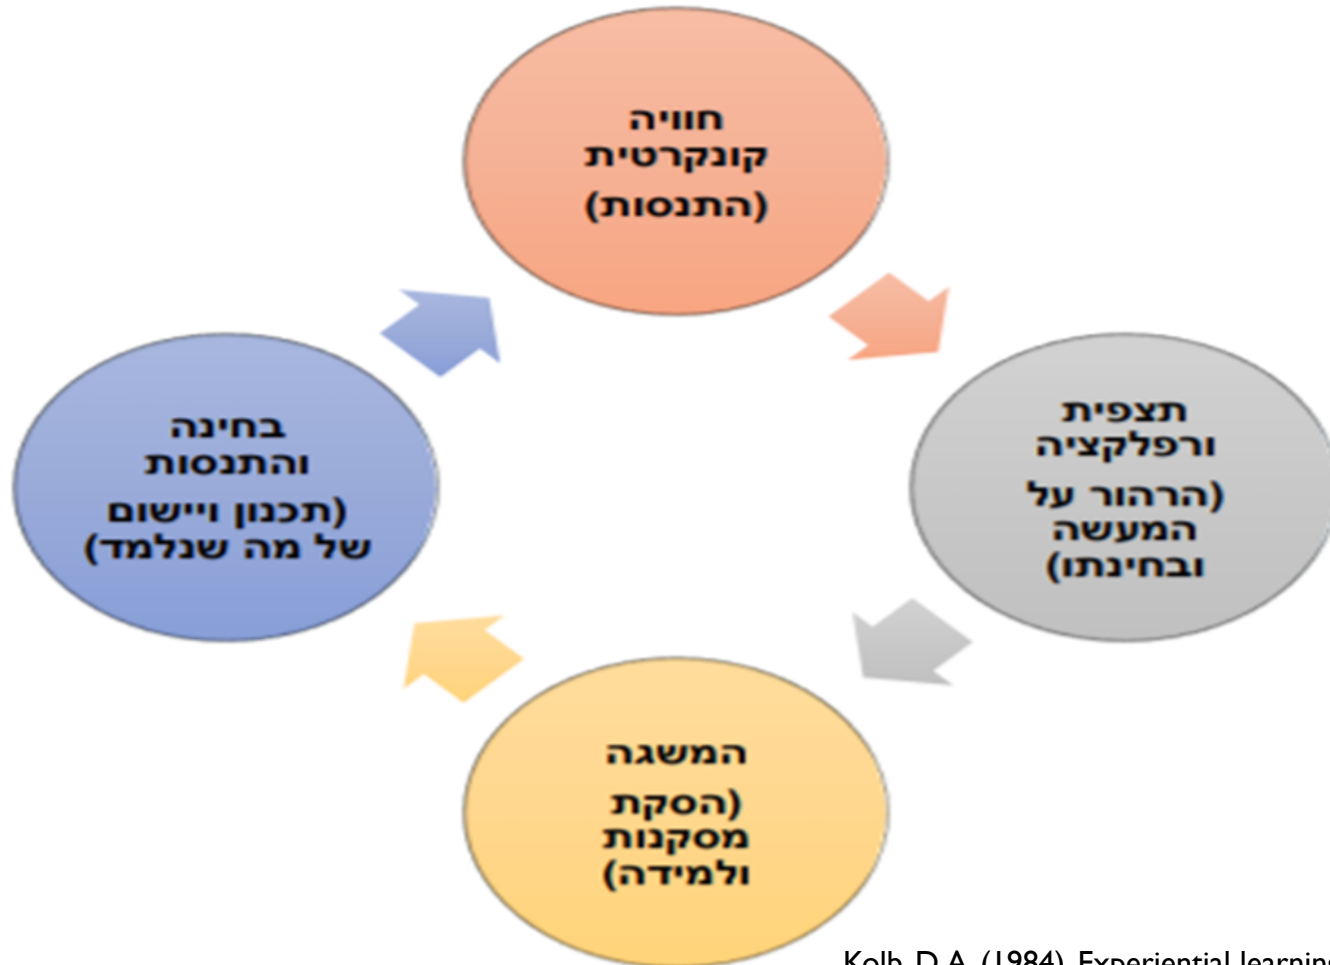 חוויה
קונקרטית
(התנסות)
תצפית
ורפלקציה
(הרהור על
המעשה
ובחינתו)
המשגה
(הסקת
מסקנות
ולמידה)
בחינה
והתנסות
(תכנון ויישום
של מה שנלמד)
Kolb, D.A. (1984). Experiential learning